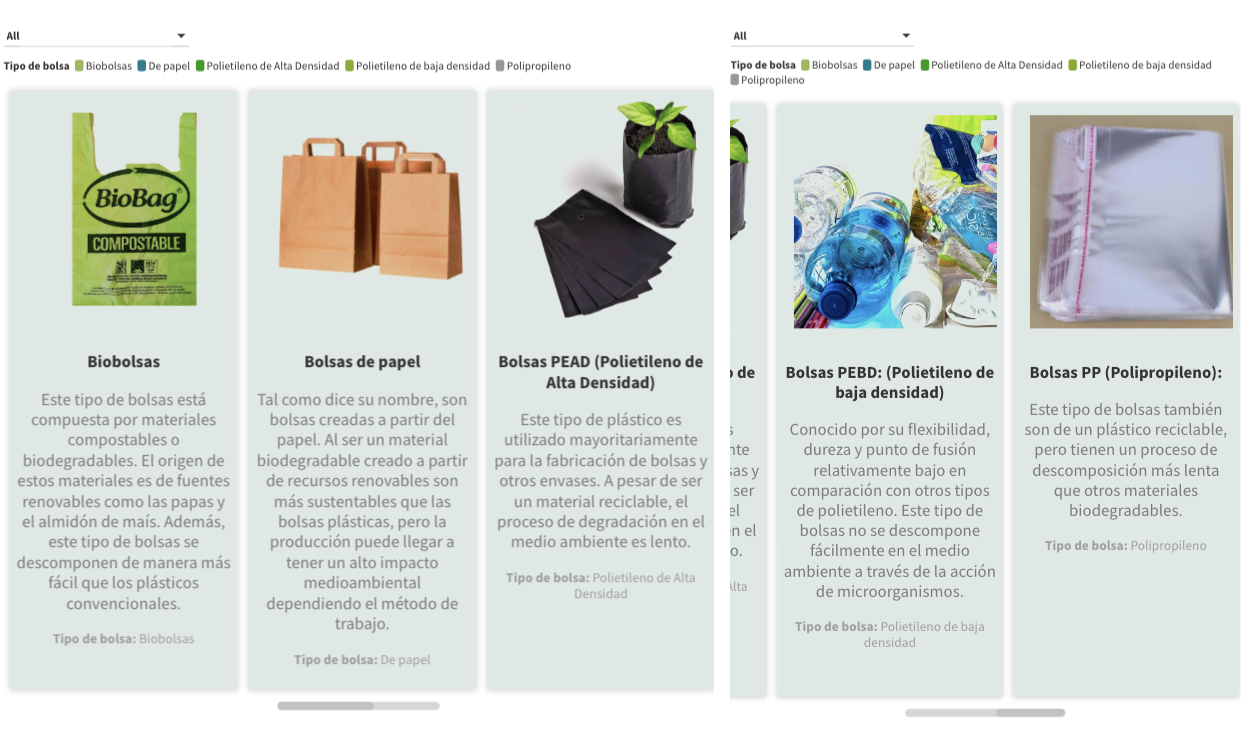 All
Tipo de bolsa Biobolsas De papel Polietileno de Alta Densidad Polietileno de baja densidad Polipropileno
BioBag
COMPOSTABLE
Biobolsas
Este tipo de bolsas está
compuesta por materiales
compostables o
biodegradables. El origen de
estos materiales es de fuentes
renovables como las papas y
el almidón de maís. Además,
este tipo de bolsas se
descomponen de manera más
fácil que los plásticos
convencionales.
Tipo de bolsa: Biobolsas
Bolsas de papel
Tal como dice su nombre, son
bolsas creadas a partir del
papel. Al ser un material
biodegradable creado a partir
de recursos renovables son
más sustentables que las
bolsas plásticas, pero la
producción puede llegar a
tener un alto impacto
medioambiental
dependiendo el método de
trabajo.
Tipo de bolsa: De papel
Bolsas PEAD (Polietileno de
Alta Densidad)
Este tipo de plástico es
utilizado mayoritariamente
para la fabricación de bolsas y
otros envases. A pesar de ser
un material reciclable, el
proceso de degradación en el
medio ambiente es lento.
Tipo de bolsa: Polietileno de Alta
Densidad
All
Tipo de bolsa Biobolsas De papel Polietileno de Alta Densidad Polietileno de baja densidad
Polipropileno
o de
s
nte
sas y
ser
el
n el
o.
Alta
Bolsas PEBD: (Polietileno de
baja densidad)
Conocido por su flexibilidad,
dureza y punto de fusión
relativamente bajo en
comparación con otros tipos
de polietileno. Este tipo de
bolsas no se descompone
fácilmente en el medio
ambiente a través de la acción
de microorganismos.
Tipo de bolsa: Polietileno de baja
densidad
Bolsas PP (Polipropileno):
Este tipo de bolsas también
son de un plástico reciclable,
pero tienen un proceso de
descomposición más lenta
que otros materiales
biodegradables.
Tipo de bolsa: Polipropileno